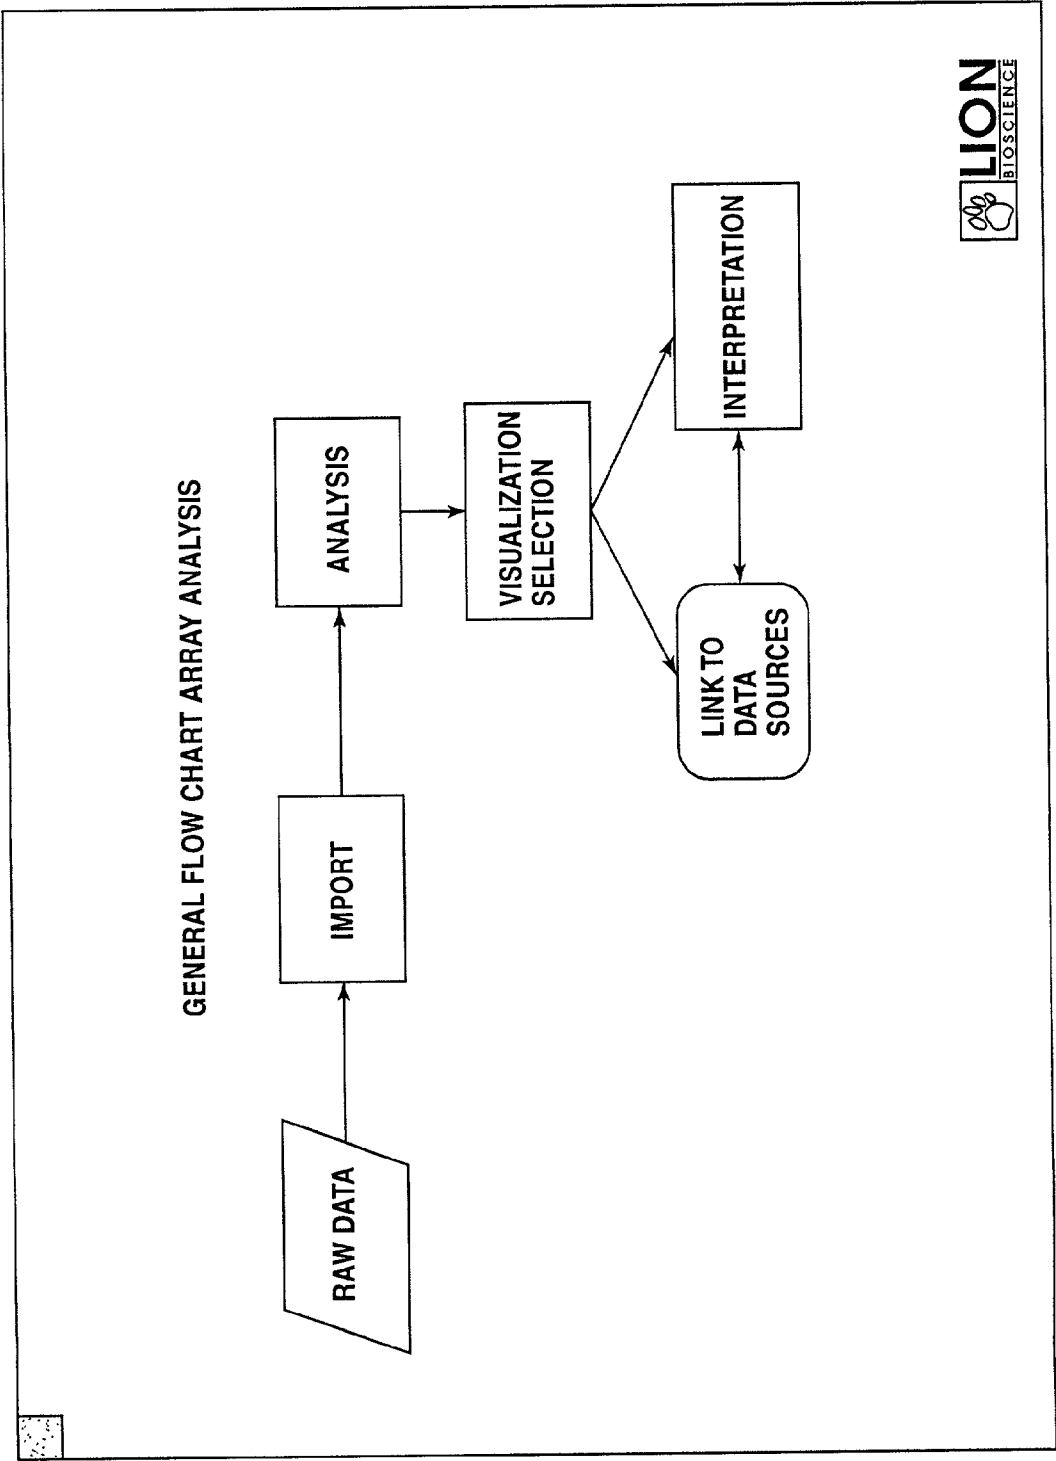 GENERAL FLOW CHART ARRAY ANALYSIS
RAW DATA
IMPORT
ANALYSIS
VISUALIZATION
SELECTION
LINK TO
DATA
SOURCES
INTERPRETATION
LION
BIOSCIENCE